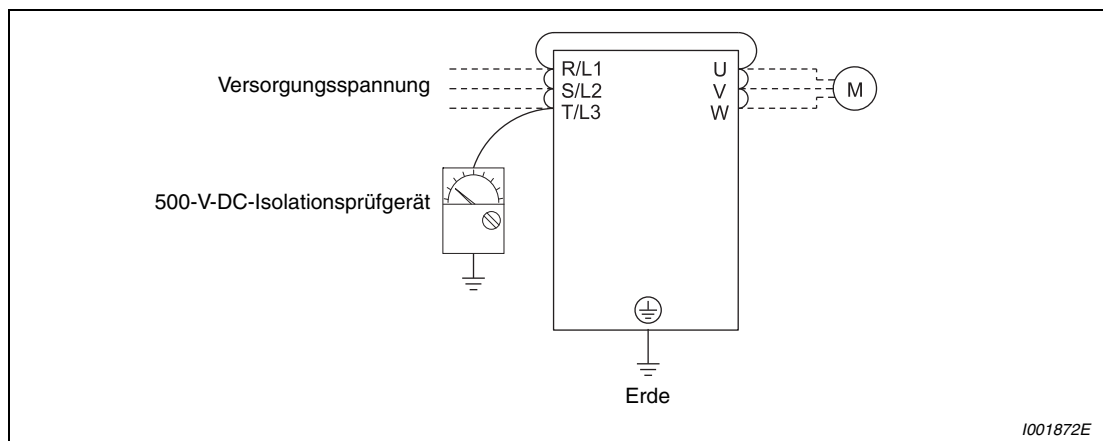 R/L1
U
Versorgungsspannung
S/L2
V
M
T/L3
W
500-V-DC-Isolationsprüfgerät
Erde
I001872E